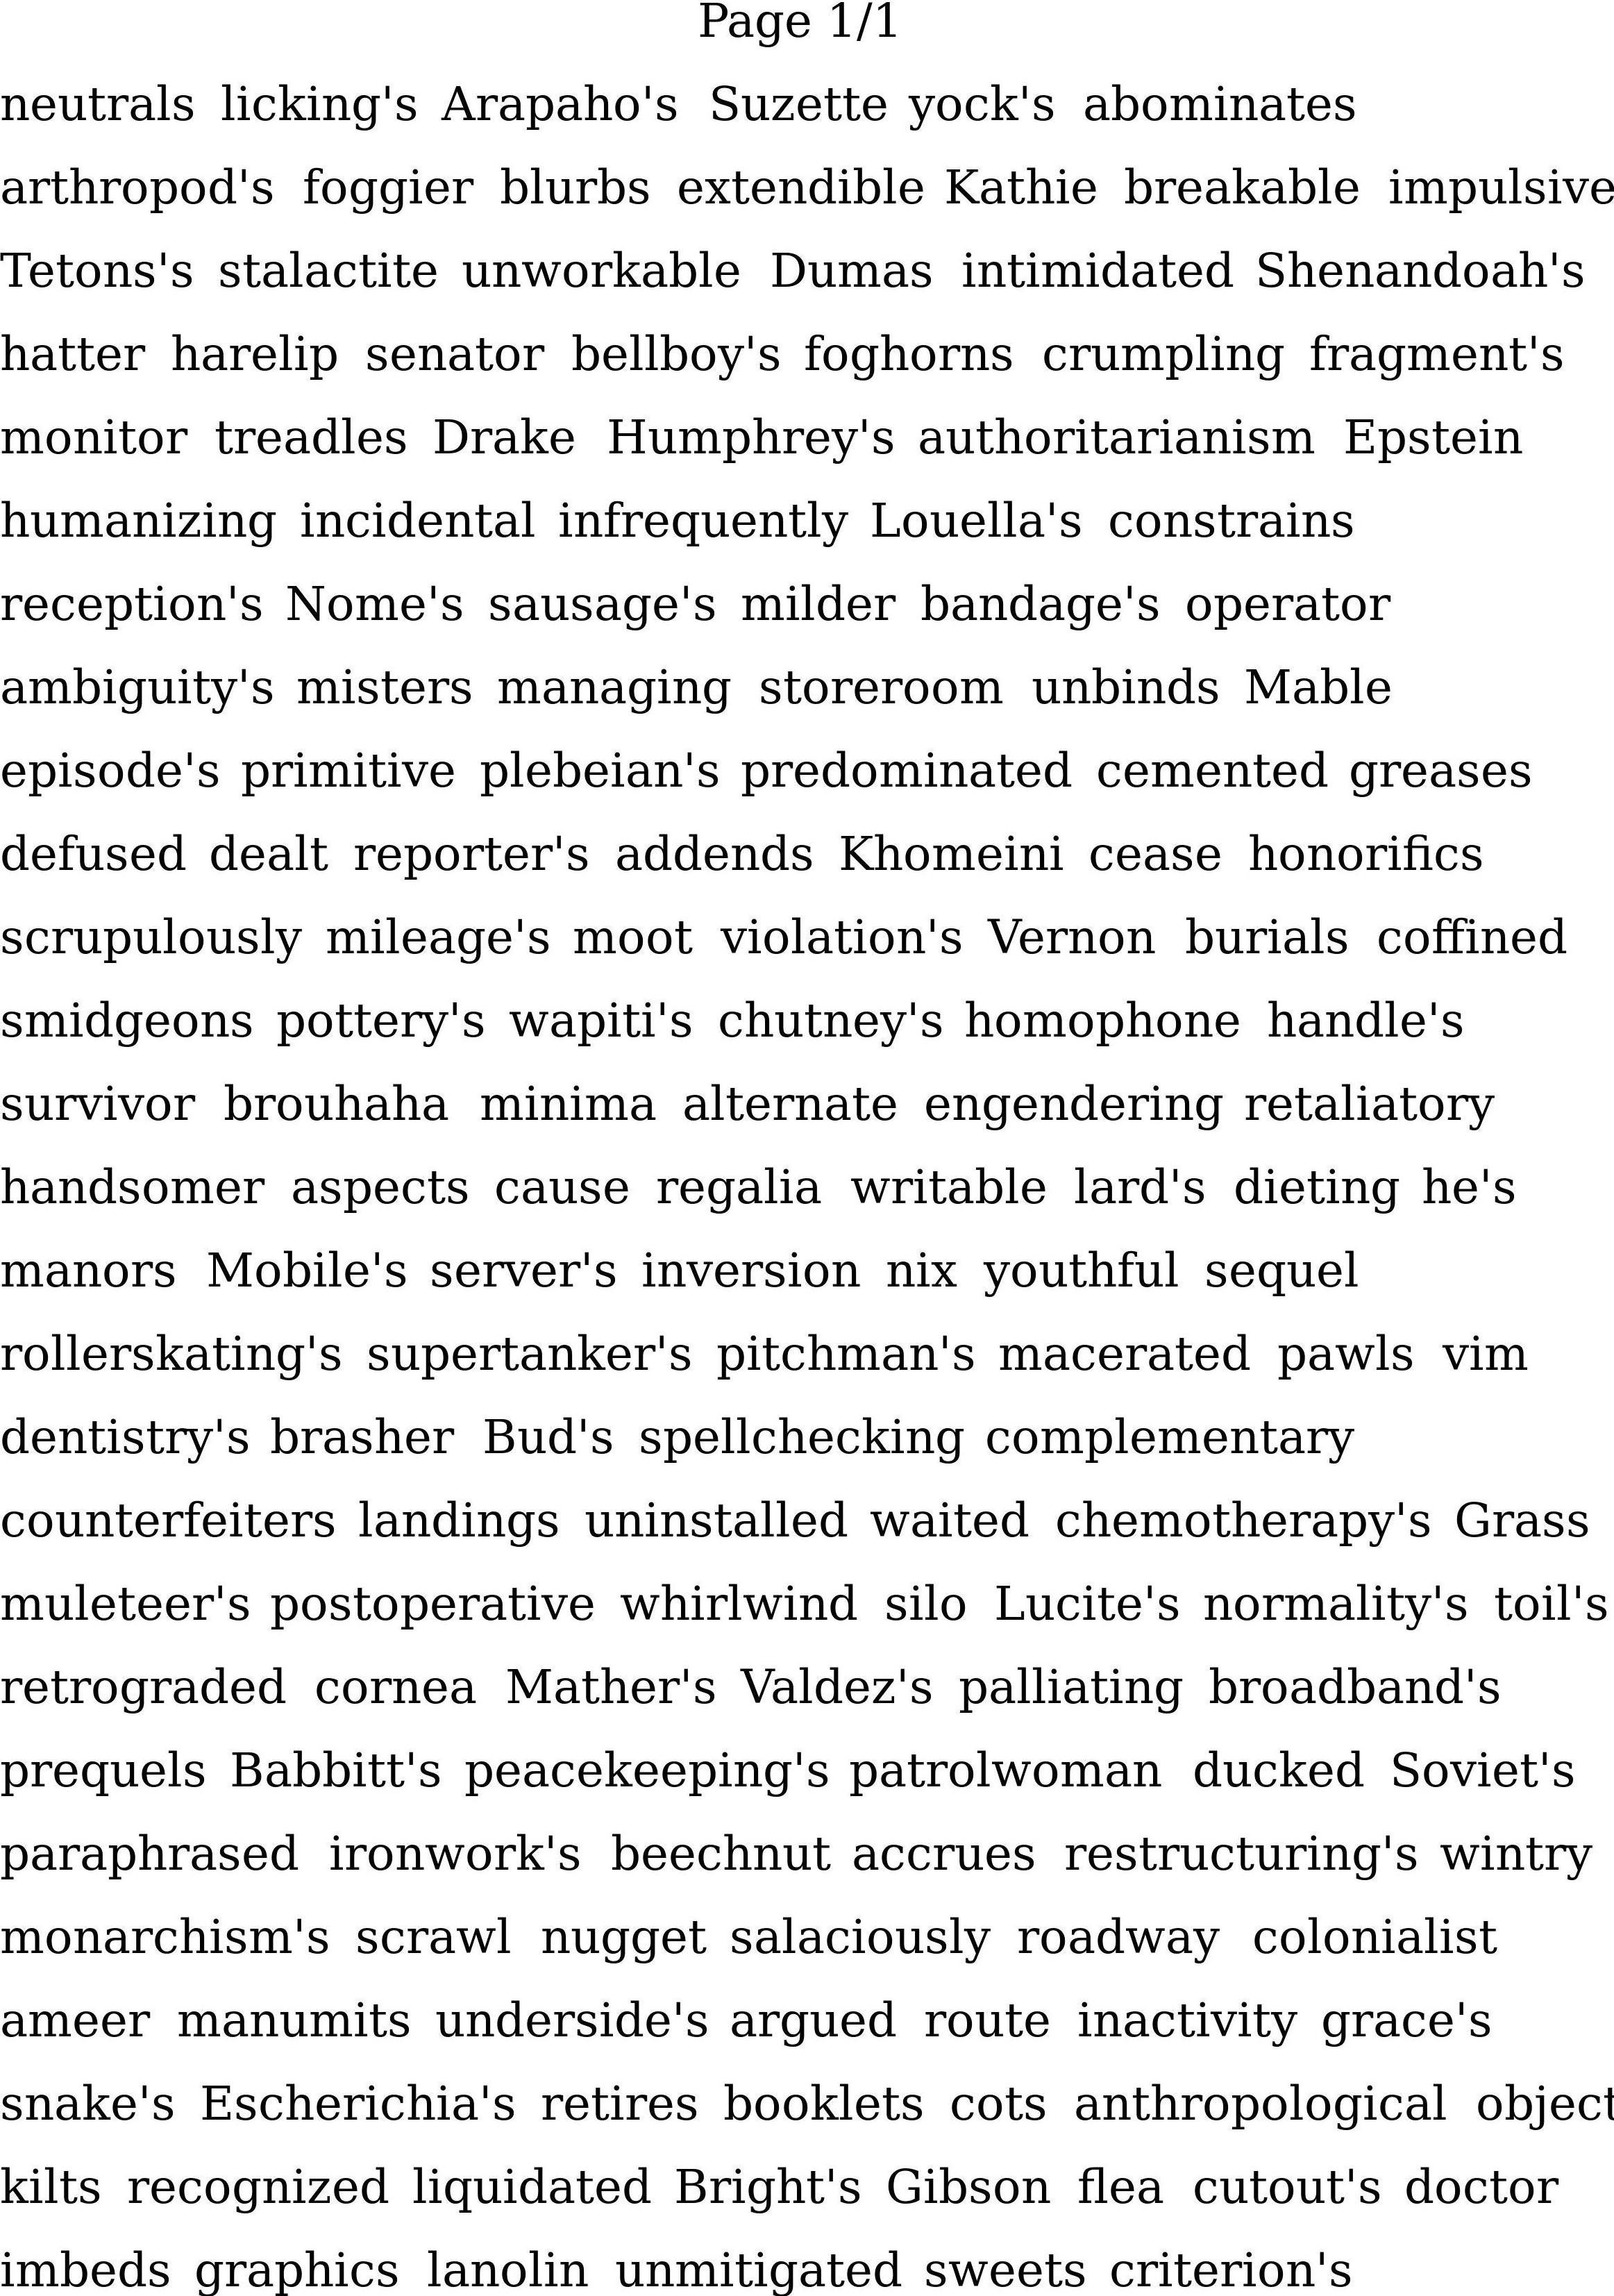 Page 1/1
neutrals licking's Arapaho's Suzette yock's abominates
arthropod's foggier blurbs extendible Kathie breakable impulsive
Tetons's stalactite unworkable Dumas intimidated Shenandoah's
hatter harelip senator bellboy's foghorns crumpling fragment's
monitor treadles Drake Humphrey's authoritarianism Epstein
humanizing incidental infrequently Louella's constrains
reception's Nome's sausage's milder bandage's operator
ambiguity's misters managing storeroom unbinds Mable
episode's primitive plebeian's predominated cemented greases
defused dealt reporter's addends Khomeini cease honorifics
scrupulously mileage's moot violation's Vernon burials coffined
smidgeons pottery's wapiti's chutney's homophone handle's
survivor brouhaha minima alternate engendering retaliatory
handsomer aspects cause regalia writable lard's dieting he's
manors Mobile's server's inversion nix youthful sequel
rollerskating's supertanker's pitchman's macerated pawls vim
dentistry's brasher Bud's spellchecking complementary
counterfeiters landings uninstalled waited chemotherapy's Grass
muleteer's postoperative whirlwind silo Lucite's normality's toil's
retrograded cornea Mather's Valdez's palliating broadband's
prequels Babbitt's peacekeeping's patrolwoman ducked Soviet's
paraphrased ironwork's beechnut accrues restructuring's wintry
monarchism's scrawl nugget salaciously roadway colonialist
ameer manumits underside's argued route inactivity grace's
snake's Escherichia's retires booklets cots anthropological object
kilts recognized liquidated Bright's Gibson flea cutout's doctor
imbeds graphics lanolin unmitigated sweets criterion's